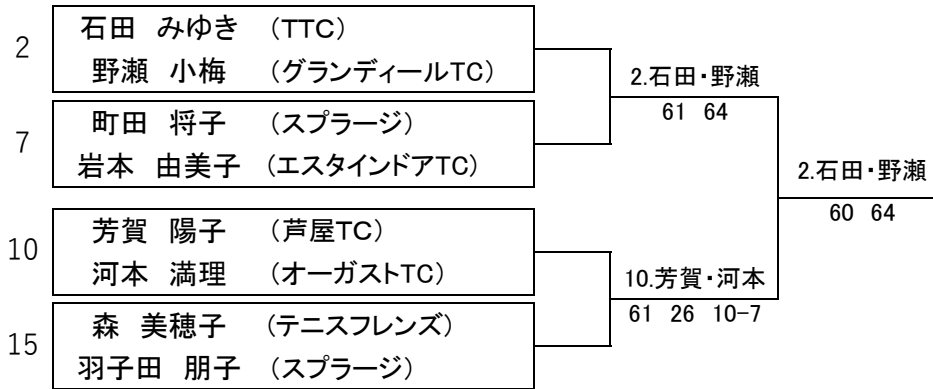 2
石田 みゆき (TTC)
野瀬 小梅 (グランディールTC)
7
町田 将子 (スプラージ)
岩本 由美子 (エスタインドアTC)
2.石田・野瀬
61 64
10
芳賀 陽子 (芦屋TC)
河本 満理 (オーガストTC)
15
森 美穂子 (テニスフレンズ)
羽子田 朋子 (スプラージ)
10.芳賀・河本
61 26 10-7
2.石田・野瀬
60 64